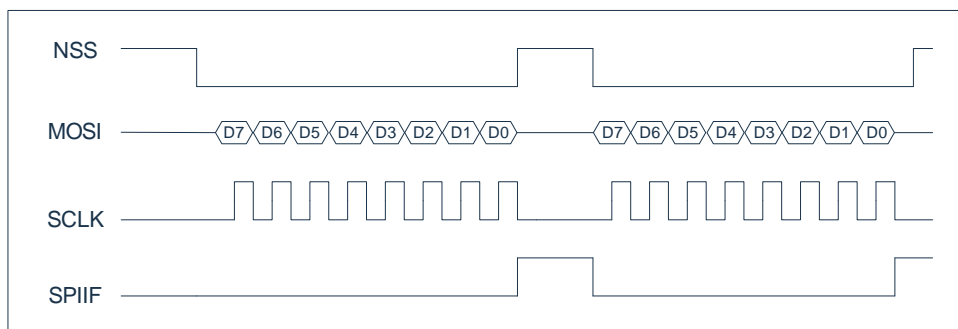 NSS
MOSI D7 D6 D5 D4 D3 D2 D1 D0 D7 D6 D5 D4 D3 D2 D1 D0
SCLK
SPIIF